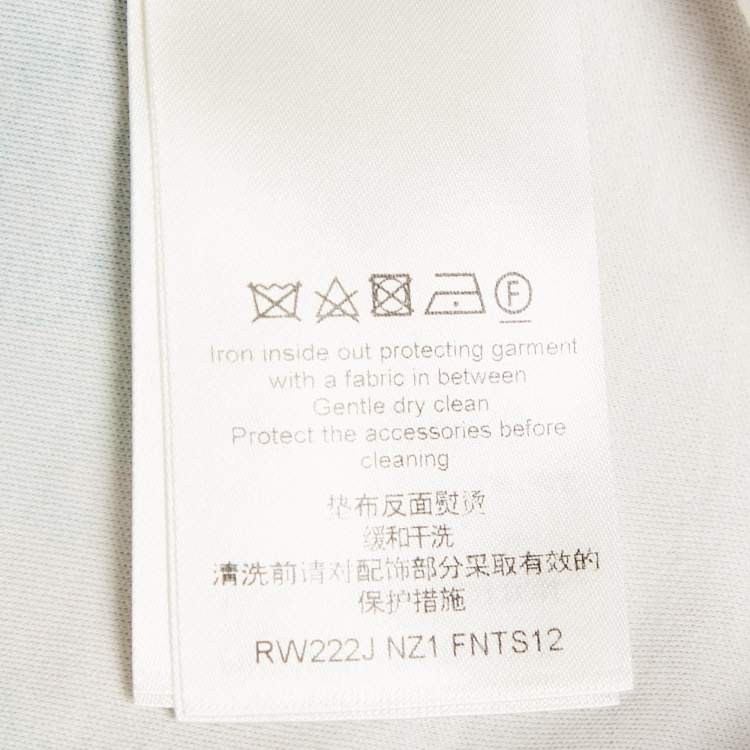 F
Iron inside out protecting garment
with a fabric in between
Gentle dry clean
Protect the accessories before
cleaning
垫布反面熨烫
缓和干洗
清洗前请对配饰部分采取有效的
保护措施
RW222J NZ1 FNTS12